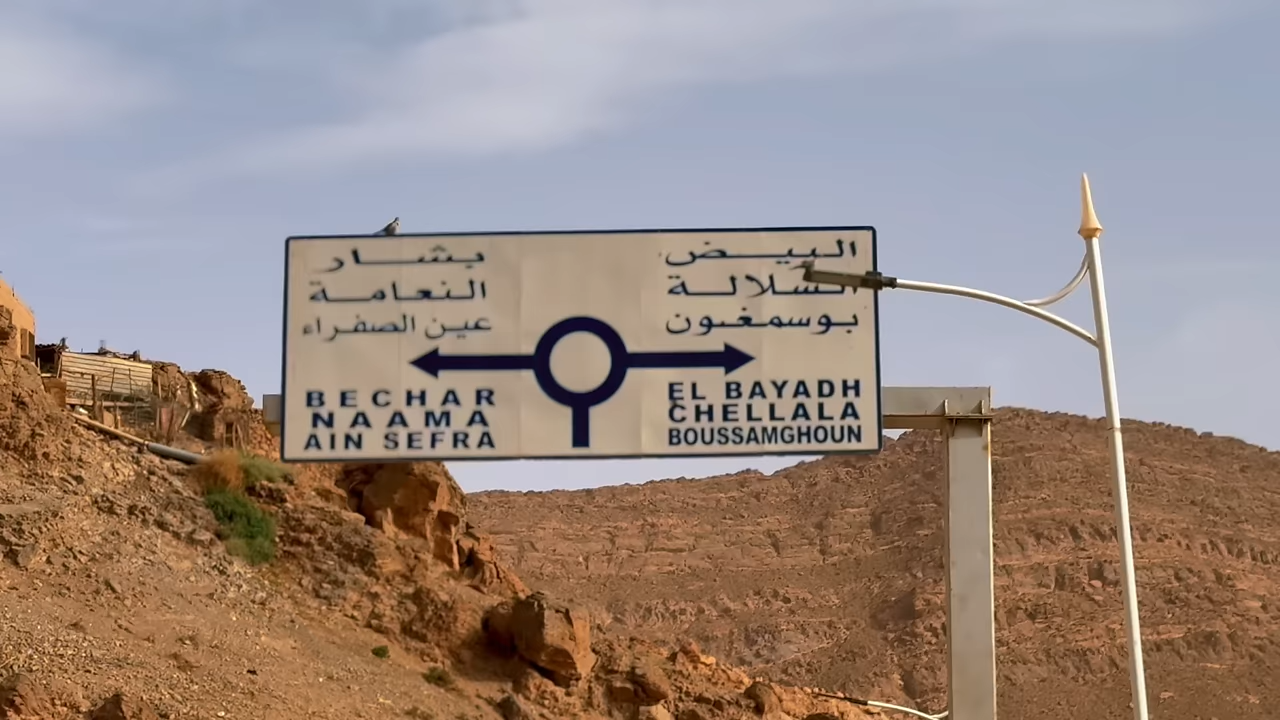 البيض
الشلالة
بوسمغون
بشار
النعامة
عين الصفراء
BECHAR
NAAMA
AIN SEFRA
EL BAYADH
CHELLALA
BOUSSAMGHOUN